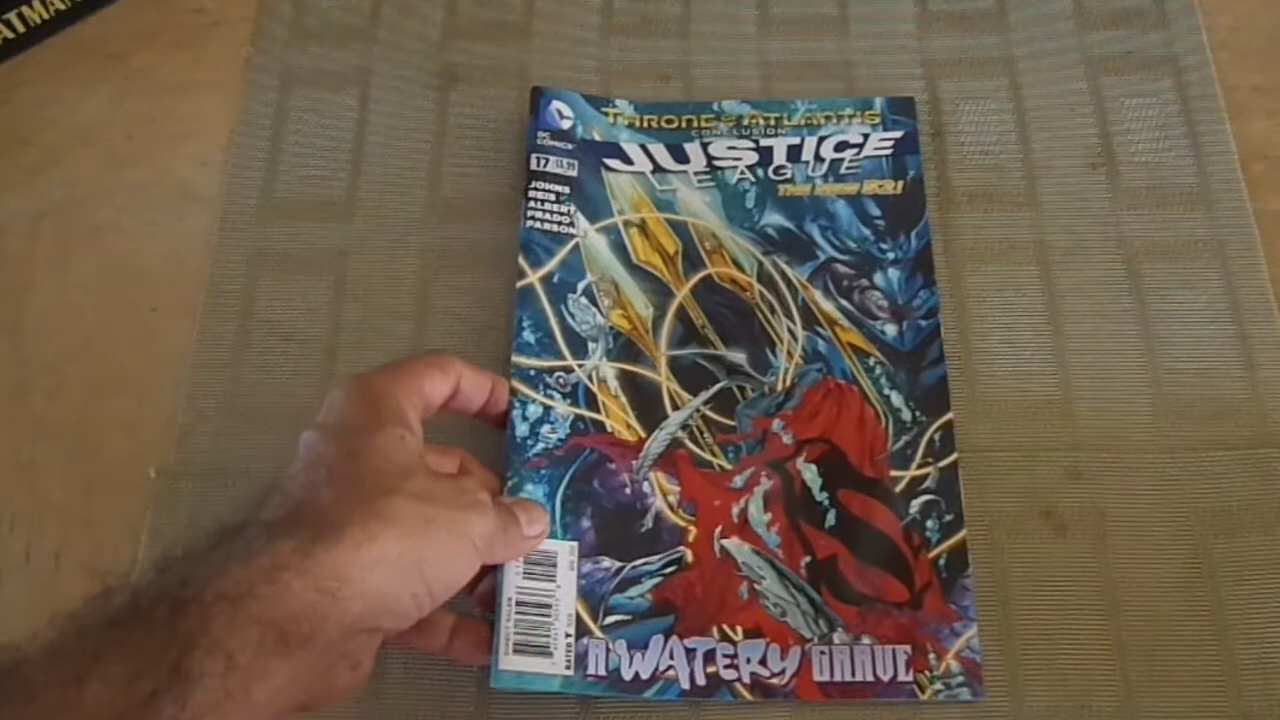 ATMAN
THRONE OF ATLANTIS
CONCLUSION
JUSTICE
LEAGUE
THE NEW 52!
DC
COMICS
17
$3.99
JOHNS
REIS
ALBERT
PRADO
PARSONS
RATED T
A WATERY GRAVE